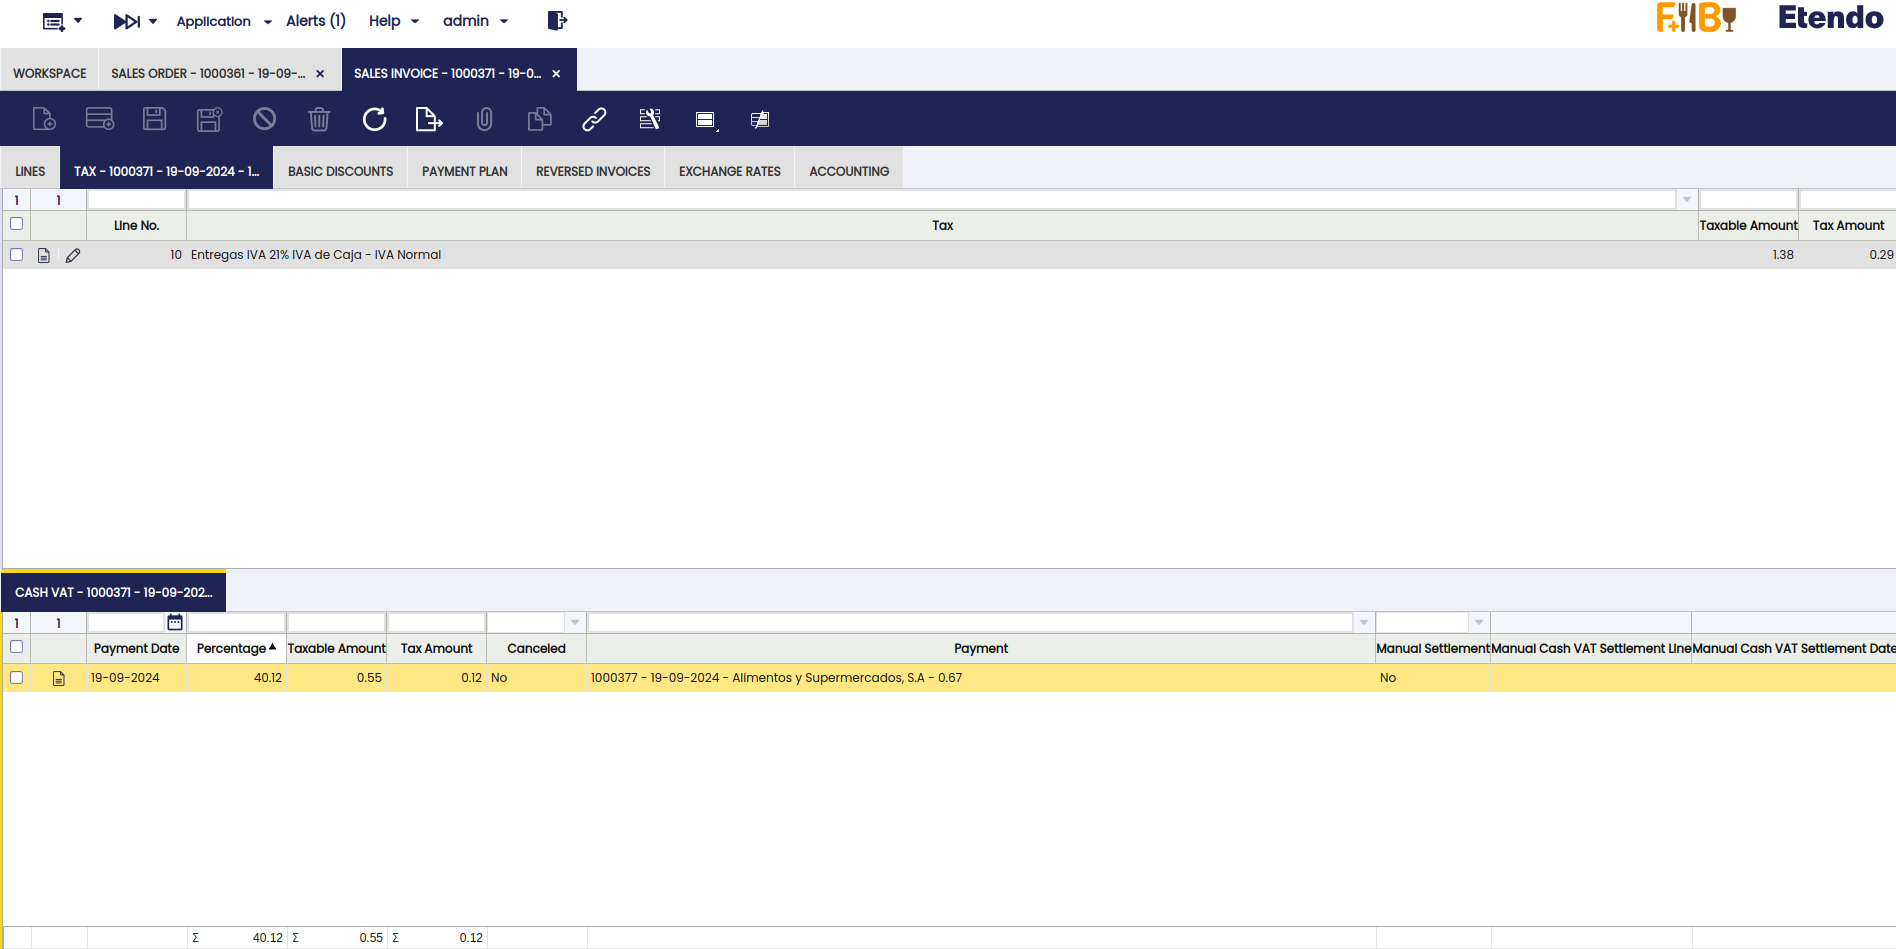 Application Alerts (1) Help admin F+B Etendo
WORKSPACE SALES ORDER - 1000361 - 19-09-... × SALES INVOICE - 1000371 - 19-0... ×
LINES TAX - 1000371 - 19-09-2024 - 1... BASIC DISCOUNTS PAYMENT PLAN REVERSED INVOICES EXCHANGE RATES ACCOUNTING
1 1
Line No. Tax Taxable Amount Tax Amount
10 Entregas IVA 21% IVA de Caja - IVA Normal 1.38 0.29
CASH VAT - 1000371 - 19-09-202...
1 1
Payment Date Percentage Taxable Amount Tax Amount Canceled Payment Manual Settlement Manual Cash VAT Settlement Line Manual Cash VAT Settlement Date
19-09-2024 40.12 0.55 0.12 No 1000377 - 19-09-2024 - Alimentos y Supermercados, S.A - 0.67 No
Σ 40.12 Σ 0.55 Σ 0.12